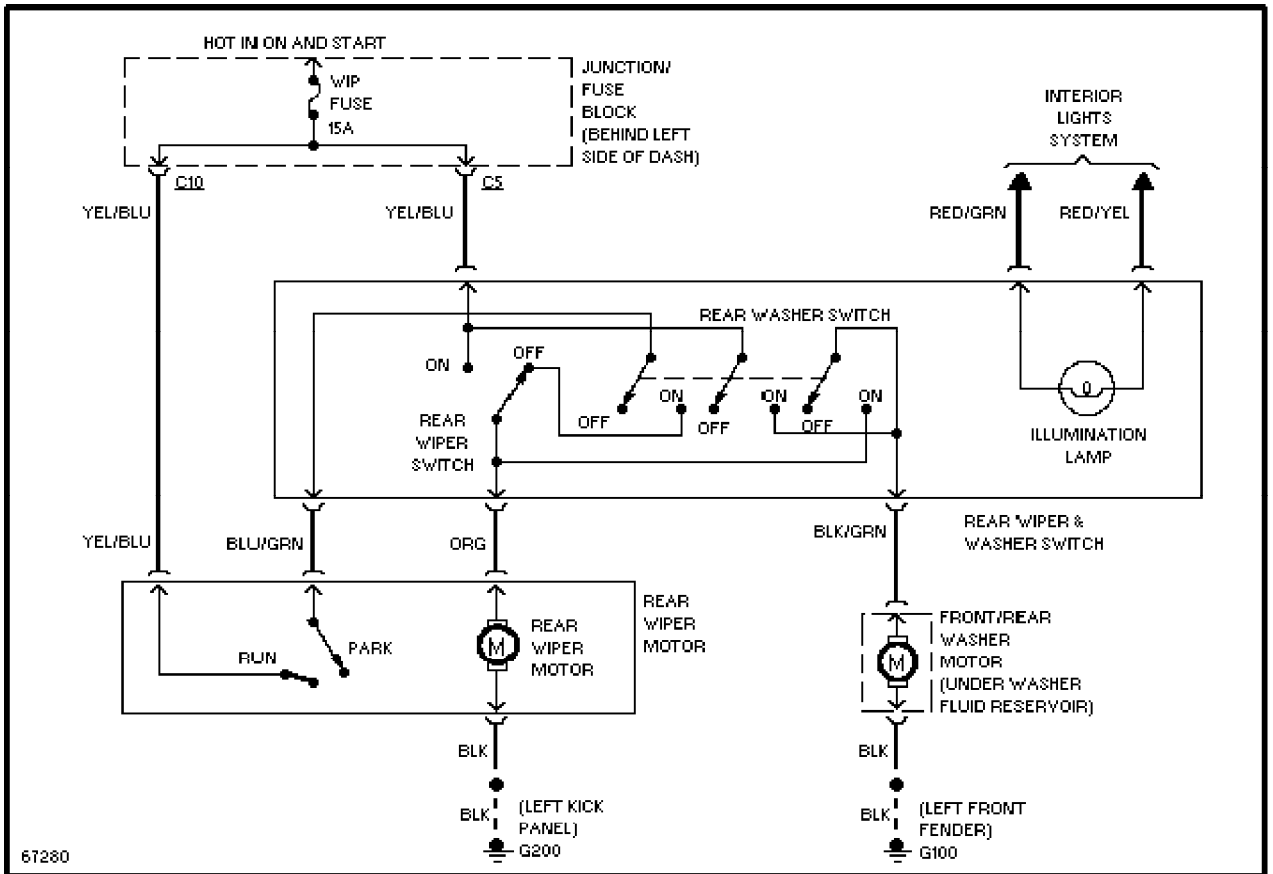 HOT IN ON AND START
WIP
FUSE
15A
JUNCTION/
FUSE
BLOCK
(BEHIND LEFT
SIDE OF DASH)
INTERIOR
LIGHTS
SYSTEM
C10
C5
YEL/BLU
YEL/BLU
RED/GRN
RED/YEL
REAR WASHER SWITCH
ON
OFF
REAR
WIPER
SWITCH
OFF
ON
OFF
ON
OFF
ON
ILLUMINATION
LAMP
YEL/BLU
BLU/GRN
ORG
BLK/GRN
REAR WIPER &
WASHER SWITCH
RUN
PARK
M
REAR
WIPER
MOTOR
REAR
WIPER
MOTOR
M
FRONT/REAR
WASHER
MOTOR
(UNDER WASHER
FLUID RESERVOIR)
BLK
BLK
BLK
(LEFT KICK
PANEL)
G200
BLK
(LEFT FRONT
FENDER)
G100
67280